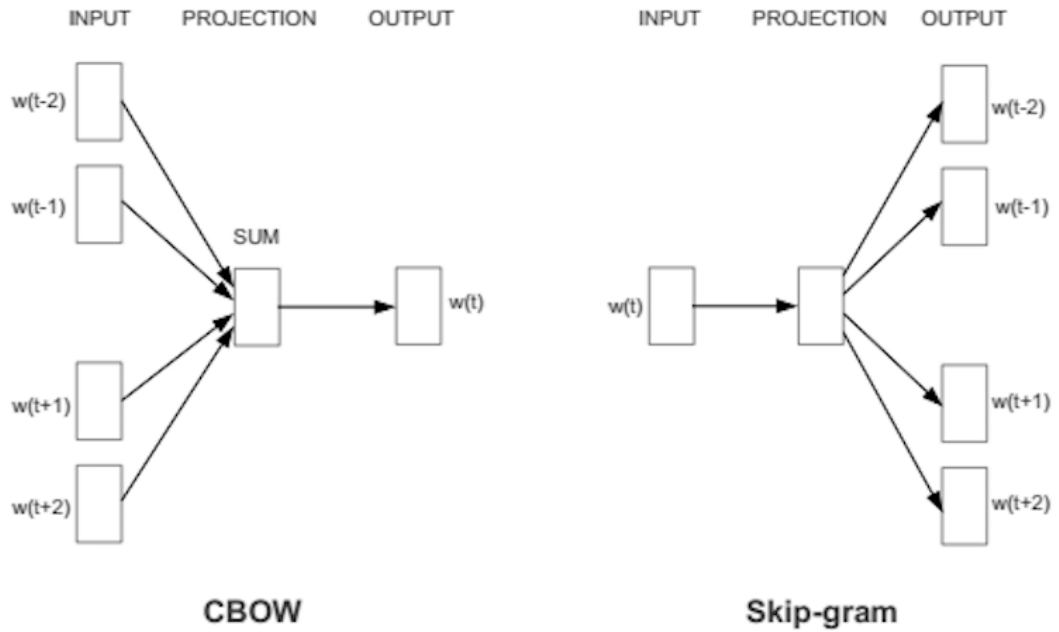 INPUT PROJECTION OUTPUT
w(t-2)
w(t-1)
SUM
w(t)
w(t+1)
w(t+2)
CBOW
INPUT PROJECTION OUTPUT
w(t-2)
w(t-1)
w(t)
w(t+1)
w(t+2)
Skip-gram